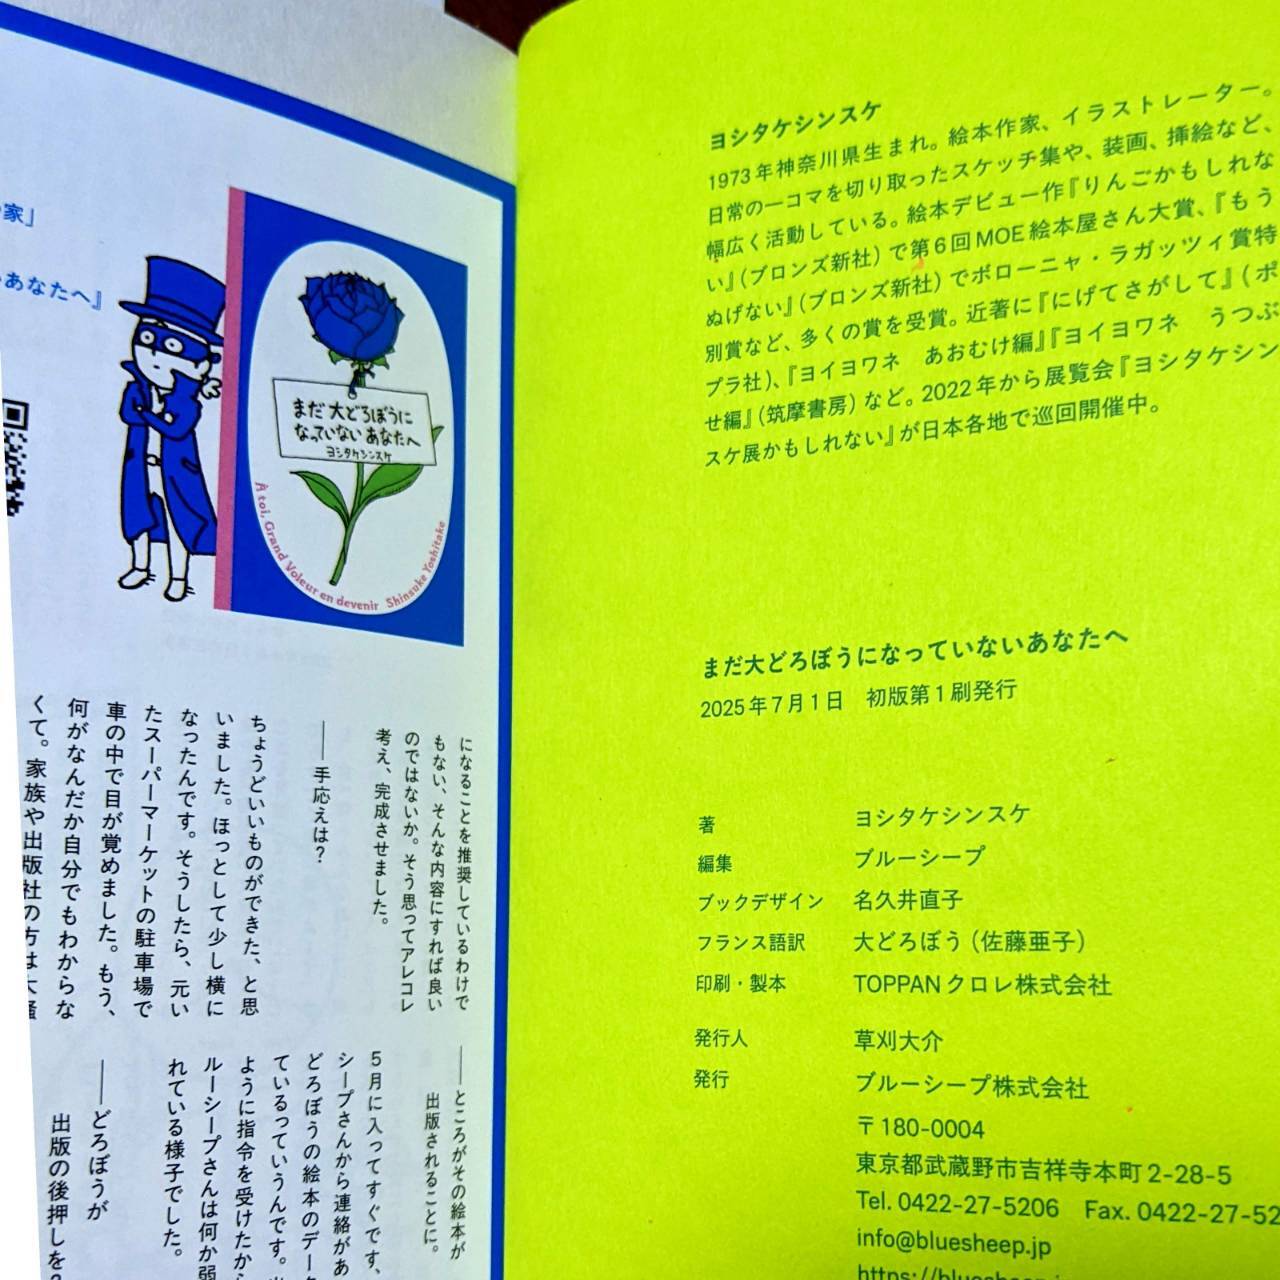 家」
あなたへ』
まだ大どろぼうに
なっていないあなたへ
ヨシタケシンスケ
À toi, Grand Voleur en devenir Shinsuke Yoshitake
になることを推奨しているわけで
もない、そんな内容にすれば良い
のではないか。そう思ってアレコレ
考え、完成させました。
――手応えは?
ちょうどいいものができた、と思
いました。ほっとして少し横に
なったんです。そうしたら、元い
たスーパーマーケットの駐車場で
車の中で目が覚めました。もう、
何がなんだか自分でもわからな
くて。家族や出版社の方は大
――ところがその絵本が
出版されることに。
5月に入ってすぐです、
シープさんから連絡があ
どろぼうの絵本のデー
ているっていうんです。
ように指令を受けたか
ルーシープさんは何か弱
れている様子でした。
――どろぼうが
出版の後押しを
ヨシタケシンスケ
1973年神奈川県生まれ。絵本作家、イラストレーター。
日常の一コマを切り取ったスケッチ集や、装画、挿絵など、
幅広く活動している。絵本デビュー作『りんごかもしれな
い』(ブロンズ新社)で第6回MOE絵本屋さん大賞、『もう
ぬげない』(ブロンズ新社)でボローニャ・ラガッツィ賞特
別賞など、多くの賞を受賞。近著に『にげてさがして』(ポ
プラ社)、『ヨイヨワネ あおむけ編』『ヨイヨワネ うつぶ
せ編』(筑摩書房)など。2022年から展覧会『ヨシタケシン
スケ展かもしれない』が日本各地で巡回開催中。
まだ大どろぼうになっていないあなたへ
2025年7月1日 初版第1刷発行
著 ヨシタケシンスケ
編集 ブルーシープ
ブックデザイン 名久井直子
フランス語訳 大どろぼう(佐藤亜子)
印刷・製本 TOPPANクロレ株式会社
発行人 草刈大介
発行 ブルーシープ株式会社
〒180-0004
東京都武蔵野市吉祥寺本町2-28-5
Tel. 0422-27-5206 Fax. 0422-27-52
info@bluesheep.jp
https://bluesheep.j